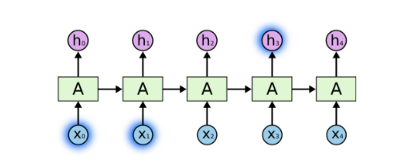 h₀ h₁ h₂ h₃ h₄
A A A A A
x₀ x₁ x₂ x₃ x₄